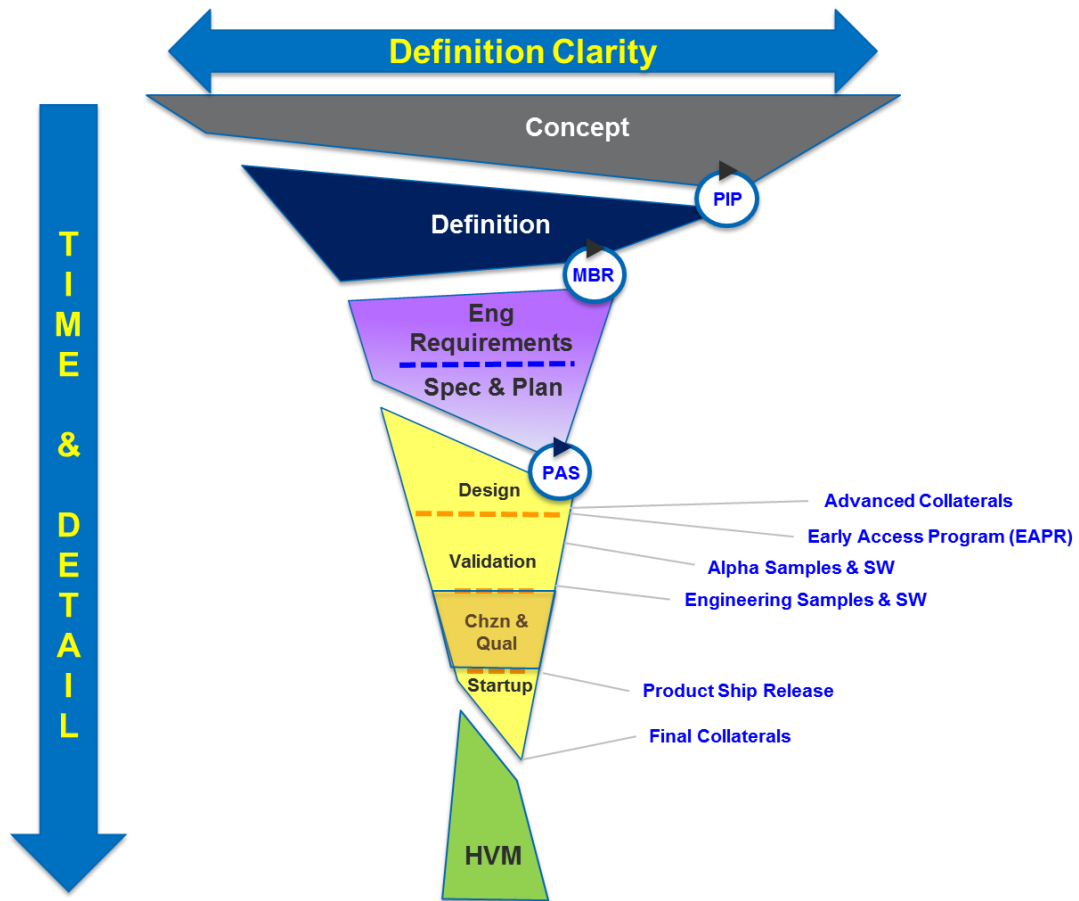 Definition Clarity
Concept
PIP
Definition
MBR
TIME & DETAIL
Eng
Requirements
Spec & Plan
PAS
Design
Advanced Collaterals
Early Access Program (EAPR)
Validation
Alpha Samples & SW
Engineering Samples & SW
Chzn &
Qual
Startup
Product Ship Release
Final Collaterals
HVM